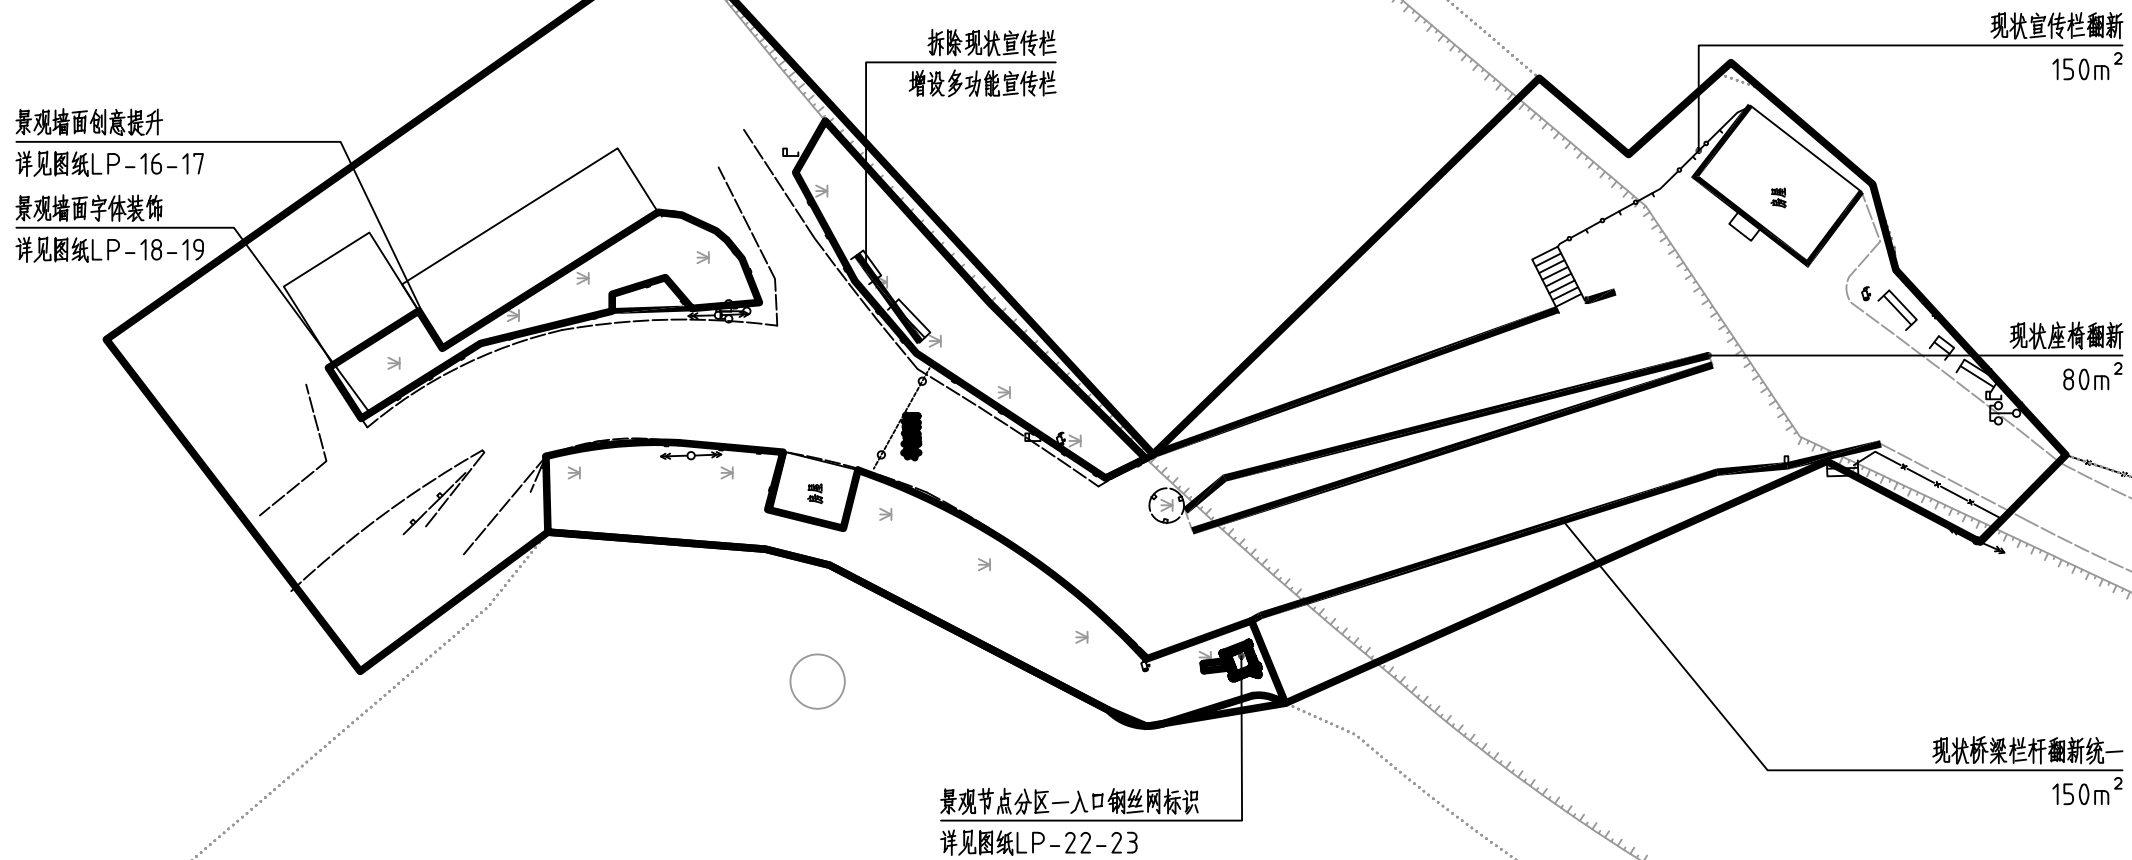 现状宣传栏翻新
150m²
拆除现状宣传栏
增设多功能宣传栏
景观墙面创意提升
详见图纸LP-16-17
景观墙面字体装饰
详见图纸LP-18-19
房屋
现状座椅翻新
80m²
房屋
现状桥梁栏杆翻新统一
150m²
景观节点分区一入口钢丝网标识
详见图纸LP-22-23